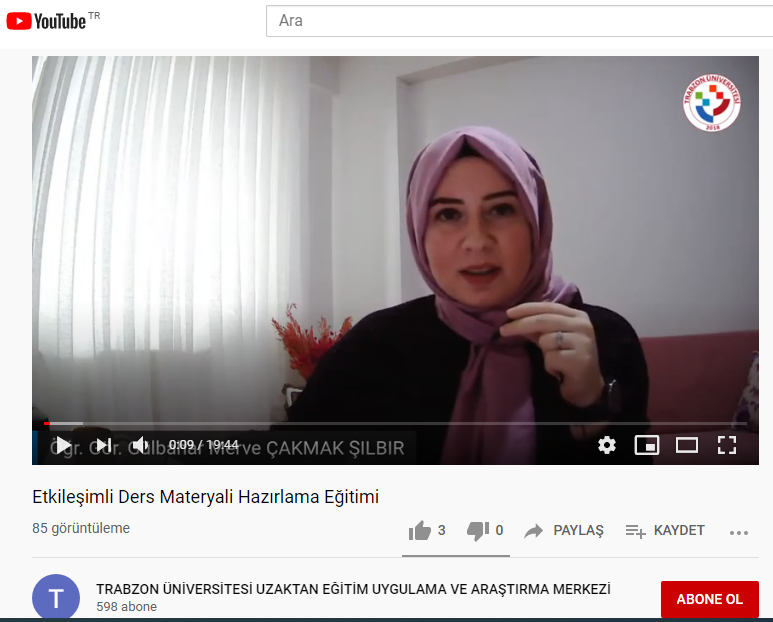 YouTube TR
Ara
TRABZON ÜNİVERSİTESİ
2018
0:09 / 19:44
Öğr. Gör. Gülbahar Merve ÇAKMAK ŞILBIR
Etkileşimli Ders Materyali Hazırlama Eğitimi
85 görüntüleme
3 0 PAYLAŞ KAYDET
T
TRABZON ÜNİVERSİTESİ UZAKTAN EĞİTİM UYGULAMA VE ARAŞTIRMA MERKEZİ
598 abone
ABONE OL